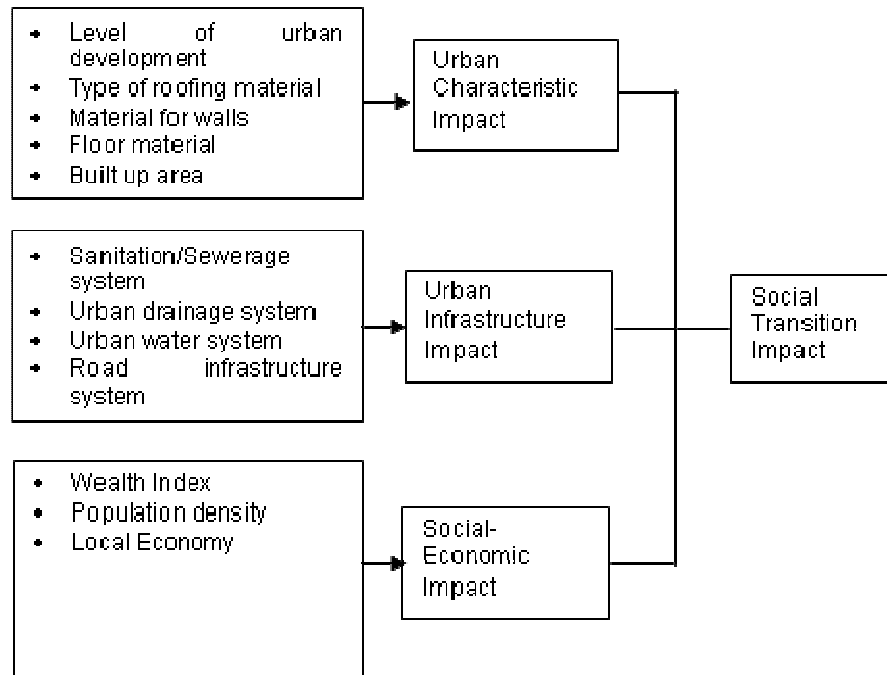 • Level of urban
development
• Type of roofing material
• Material for walls
• Floor material
• Built up area
Urban
Characteristic
Impact
• Sanitation/Sewerage
system
• Urban drainage system
• Urban water system
• Road infrastructure
system
Urban
Infrastructure
Impact
Social
Transition
Impact
• Wealth Index
• Population density
• Local Economy
Social-
Economic
Impact